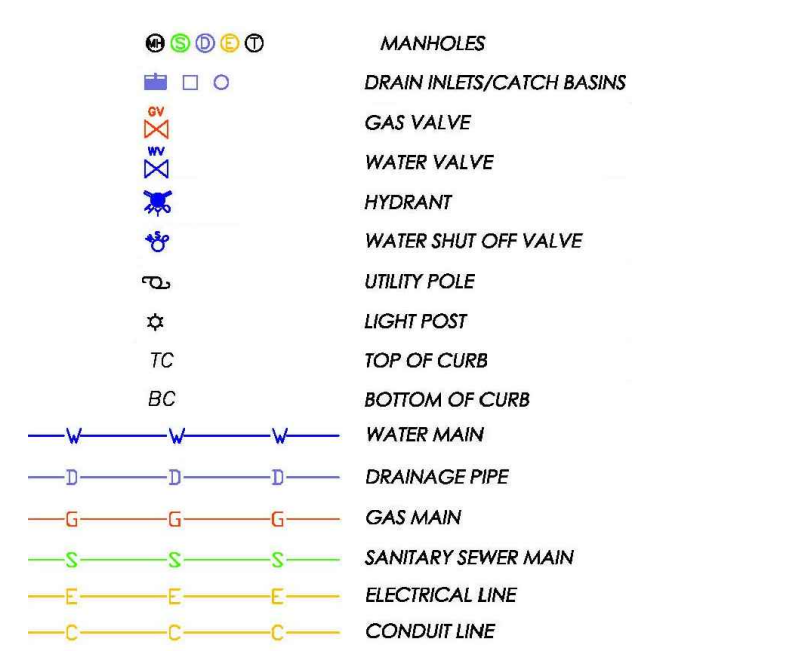 MH S D E T MANHOLES
DRAIN INLETS/CATCH BASINS
GV GAS VALVE
WV WATER VALVE
HYDRANT
S WATER SHUT OFF VALVE
UTILITY POLE
LIGHT POST
TC TOP OF CURB
BC BOTTOM OF CURB
W W W WATER MAIN
D D D DRAINAGE PIPE
G G G GAS MAIN
S S S SANITARY SEWER MAIN
E E E ELECTRICAL LINE
C C C CONDUIT LINE